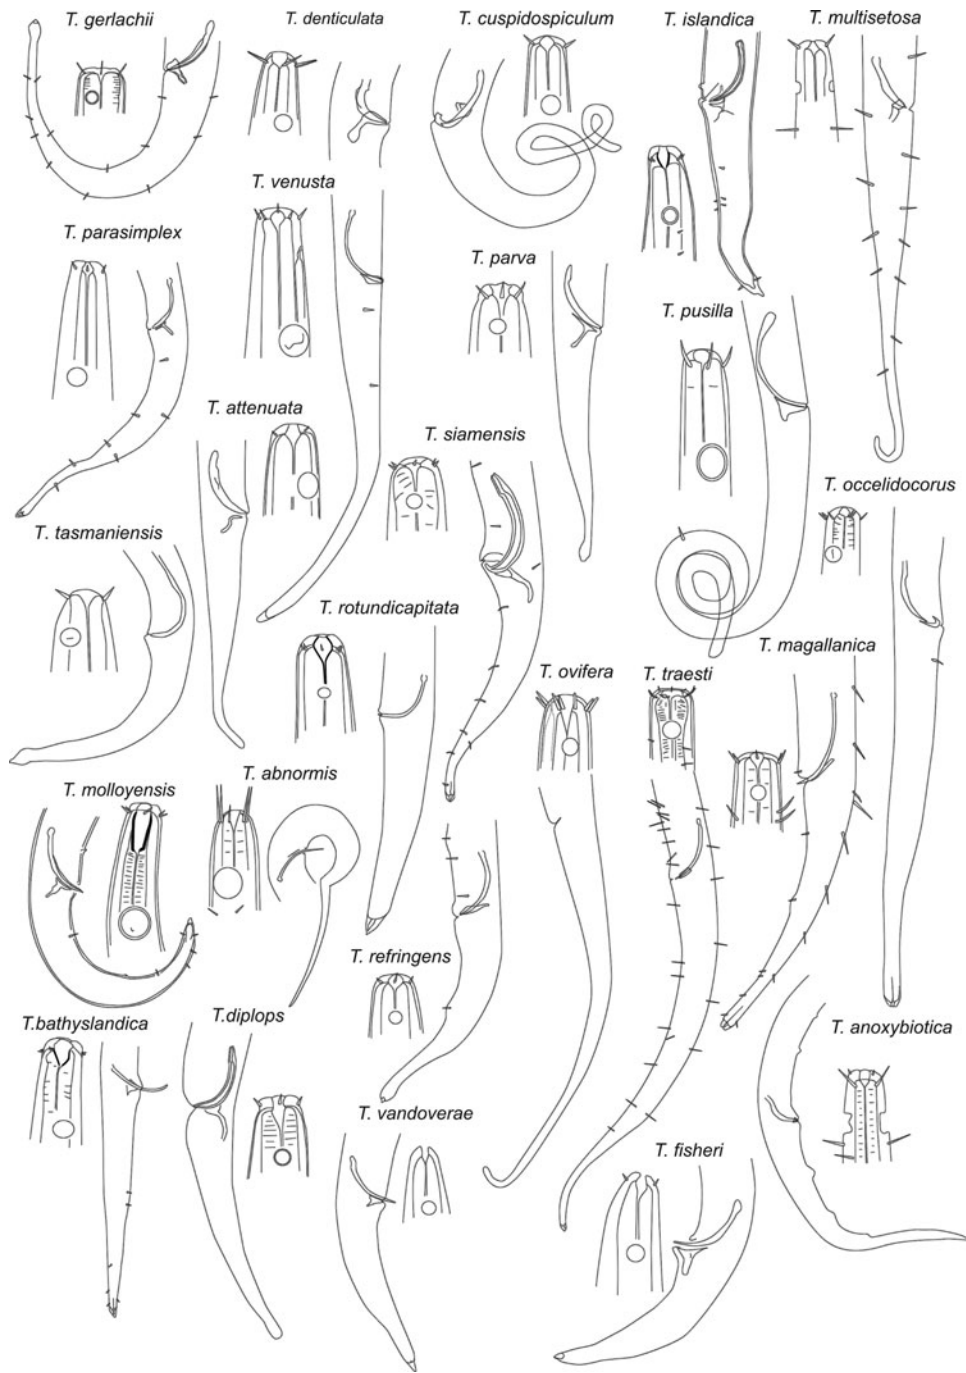 T. gerlachii
T. denticulata
T. cuspidospiculum
T. islandica
T. multisetosa
T. venusta
T. parasimplex
T. parva
T. pusilla
T. attenuata
T. siamensis
T. occelidocorus
T. tasmaniensis
T. rotundicapitata
T. magallanica
T. ovifera
T. traesti
T. abnormis
T. molloyensis
T. refringens
T.bathyslandica
T.diplops
T. anoxybiotica
T. vandoverae
T. fisheri